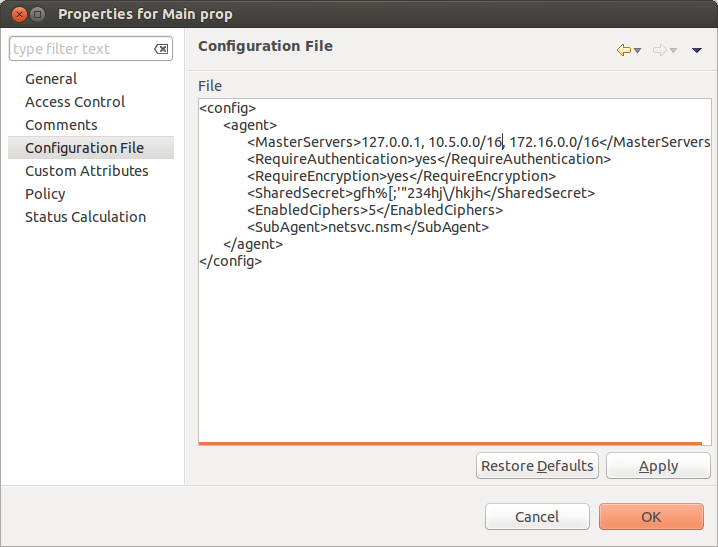 Properties for Main prop
type filter text
General
Access Control
Comments
Configuration File
Custom Attributes
Policy
Status Calculation
Configuration File
File
<config>
<agent>
<MasterServers>127.0.0.1, 10.5.0.0/16, 172.16.0.0/16</MasterServers
<RequireAuthentication>yes</RequireAuthentication>
<RequireEncryption>yes</RequireEncryption>
<SharedSecret>gfh%[;'"234hj\/hkjh</SharedSecret>
<EnabledCiphers>5</EnabledCiphers>
<SubAgent>netsvc.nsm</SubAgent>
</agent>
</config>
Restore Defaults
Apply
Cancel
OK